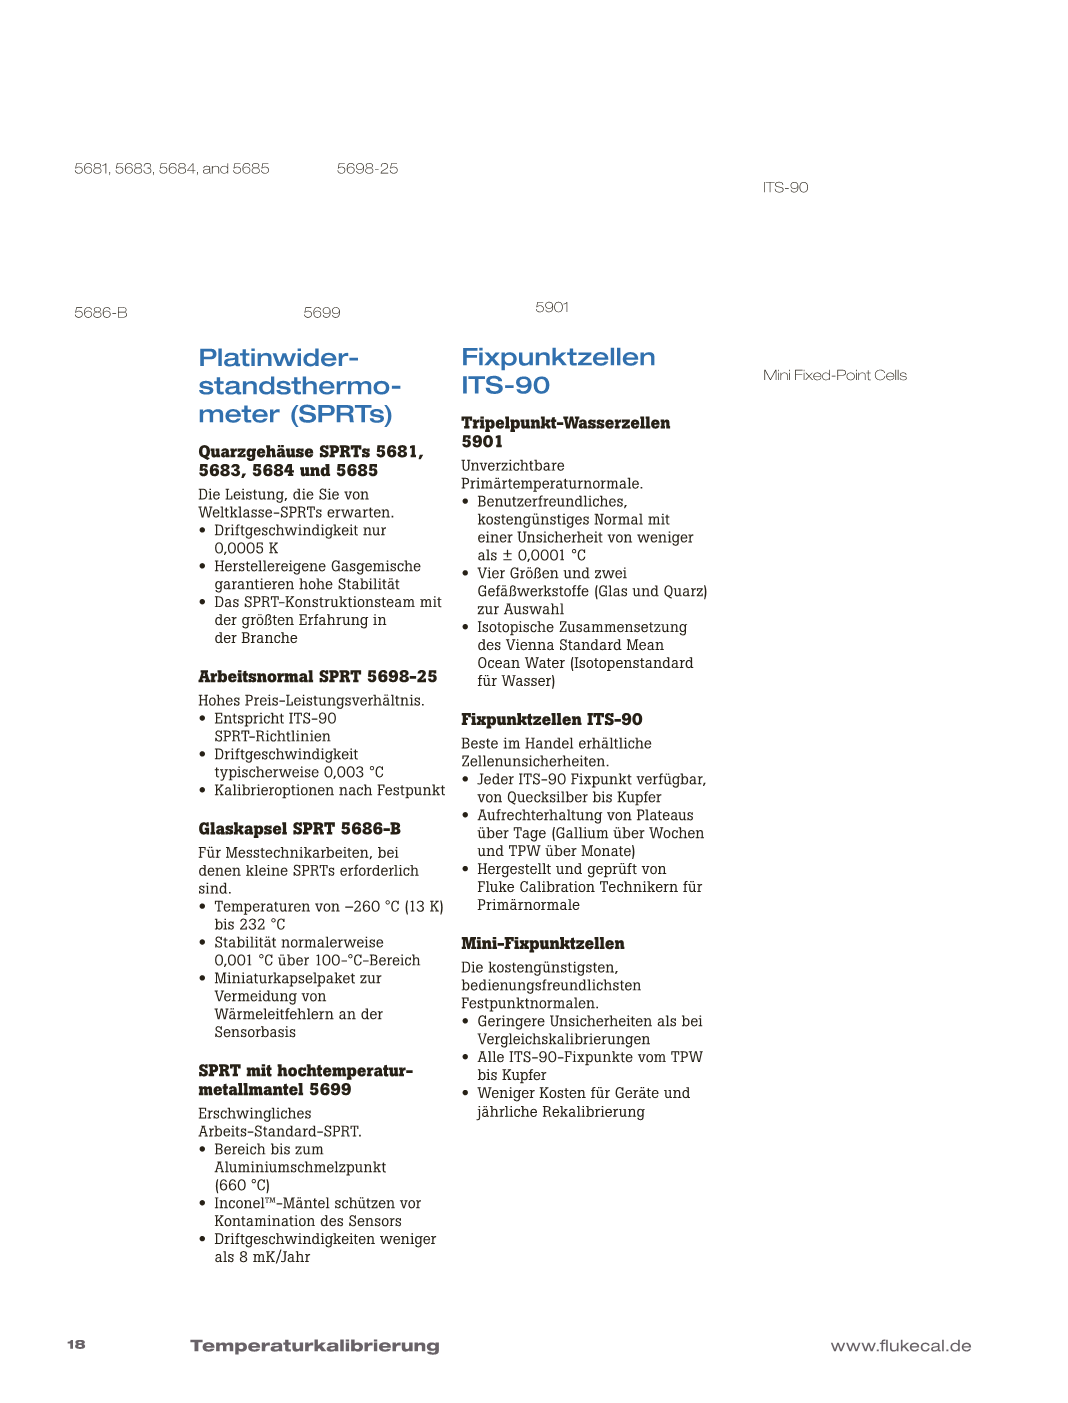 5681, 5683, 5684, and 5685
5698-25
ITS-90
5686-B
5699
5901
Mini Fixed-Point Cells
Platinwider-
standsthermo-
meter (SPRTs)
Quarzgehäuse SPRTs 5681,
5683, 5684 und 5685
Die Leistung, die Sie von
Weltklasse-SPRTs erwarten.
• Driftgeschwindigkeit nur
0,0005 K
• Herstellereigene Gasgemische
garantieren hohe Stabilität
• Das SPRT-Konstruktionsteam mit
der größten Erfahrung in
der Branche
Arbeitsnormal SPRT 5698-25
Hohes Preis-Leistungsverhältnis.
• Entspricht ITS-90
SPRT-Richtlinien
• Driftgeschwindigkeit
typischerweise 0,003 °C
• Kalibrieroptionen nach Festpunkt
Glaskapsel SPRT 5686-B
Für Messtechnikarbeiten, bei
denen kleine SPRTs erforderlich
sind.
• Temperaturen von –260 °C (13 K)
bis 232 °C
• Stabilität normalerweise
0,001 °C über 100-°C-Bereich
• Miniaturkapselpaket zur
Vermeidung von
Wärmeleitfehlern an der
Sensorbasis
SPRT mit hochtemperatur-
metallmantel 5699
Erschwingliches
Arbeits-Standard-SPRT.
• Bereich bis zum
Aluminiumschmelzpunkt
(660 °C)
• Inconel™-Mäntel schützen vor
Kontamination des Sensors
• Driftgeschwindigkeiten weniger
als 8 mK/Jahr
Fixpunktzellen
ITS-90
Tripelpunkt-Wasserzellen
5901
Unverzichtbare
Primärtemperaturnormale.
• Benutzerfreundliches,
kostengünstiges Normal mit
einer Unsicherheit von weniger
als ± 0,0001 °C
• Vier Größen und zwei
Gefäßwerkstoffe (Glas und Quarz)
zur Auswahl
• Isotopische Zusammensetzung
des Vienna Standard Mean
Ocean Water (Isotopenstandard
für Wasser)
Fixpunktzellen ITS-90
Beste im Handel erhältliche
Zellenunsicherheiten.
• Jeder ITS-90 Fixpunkt verfügbar,
von Quecksilber bis Kupfer
• Aufrechterhaltung von Plateaus
über Tage (Gallium über Wochen
und TPW über Monate)
• Hergestellt und geprüft von
Fluke Calibration Technikern für
Primärnormale
Mini-Fixpunktzellen
Die kostengünstigsten,
bedienungsfreundlichsten
Festpunktnormalen.
• Geringere Unsicherheiten als bei
Vergleichskalibrierungen
• Alle ITS-90-Fixpunkte vom TPW
bis Kupfer
• Weniger Kosten für Geräte und
jährliche Rekalibrierung
18
Temperaturkalibrierung
www.flukecal.de